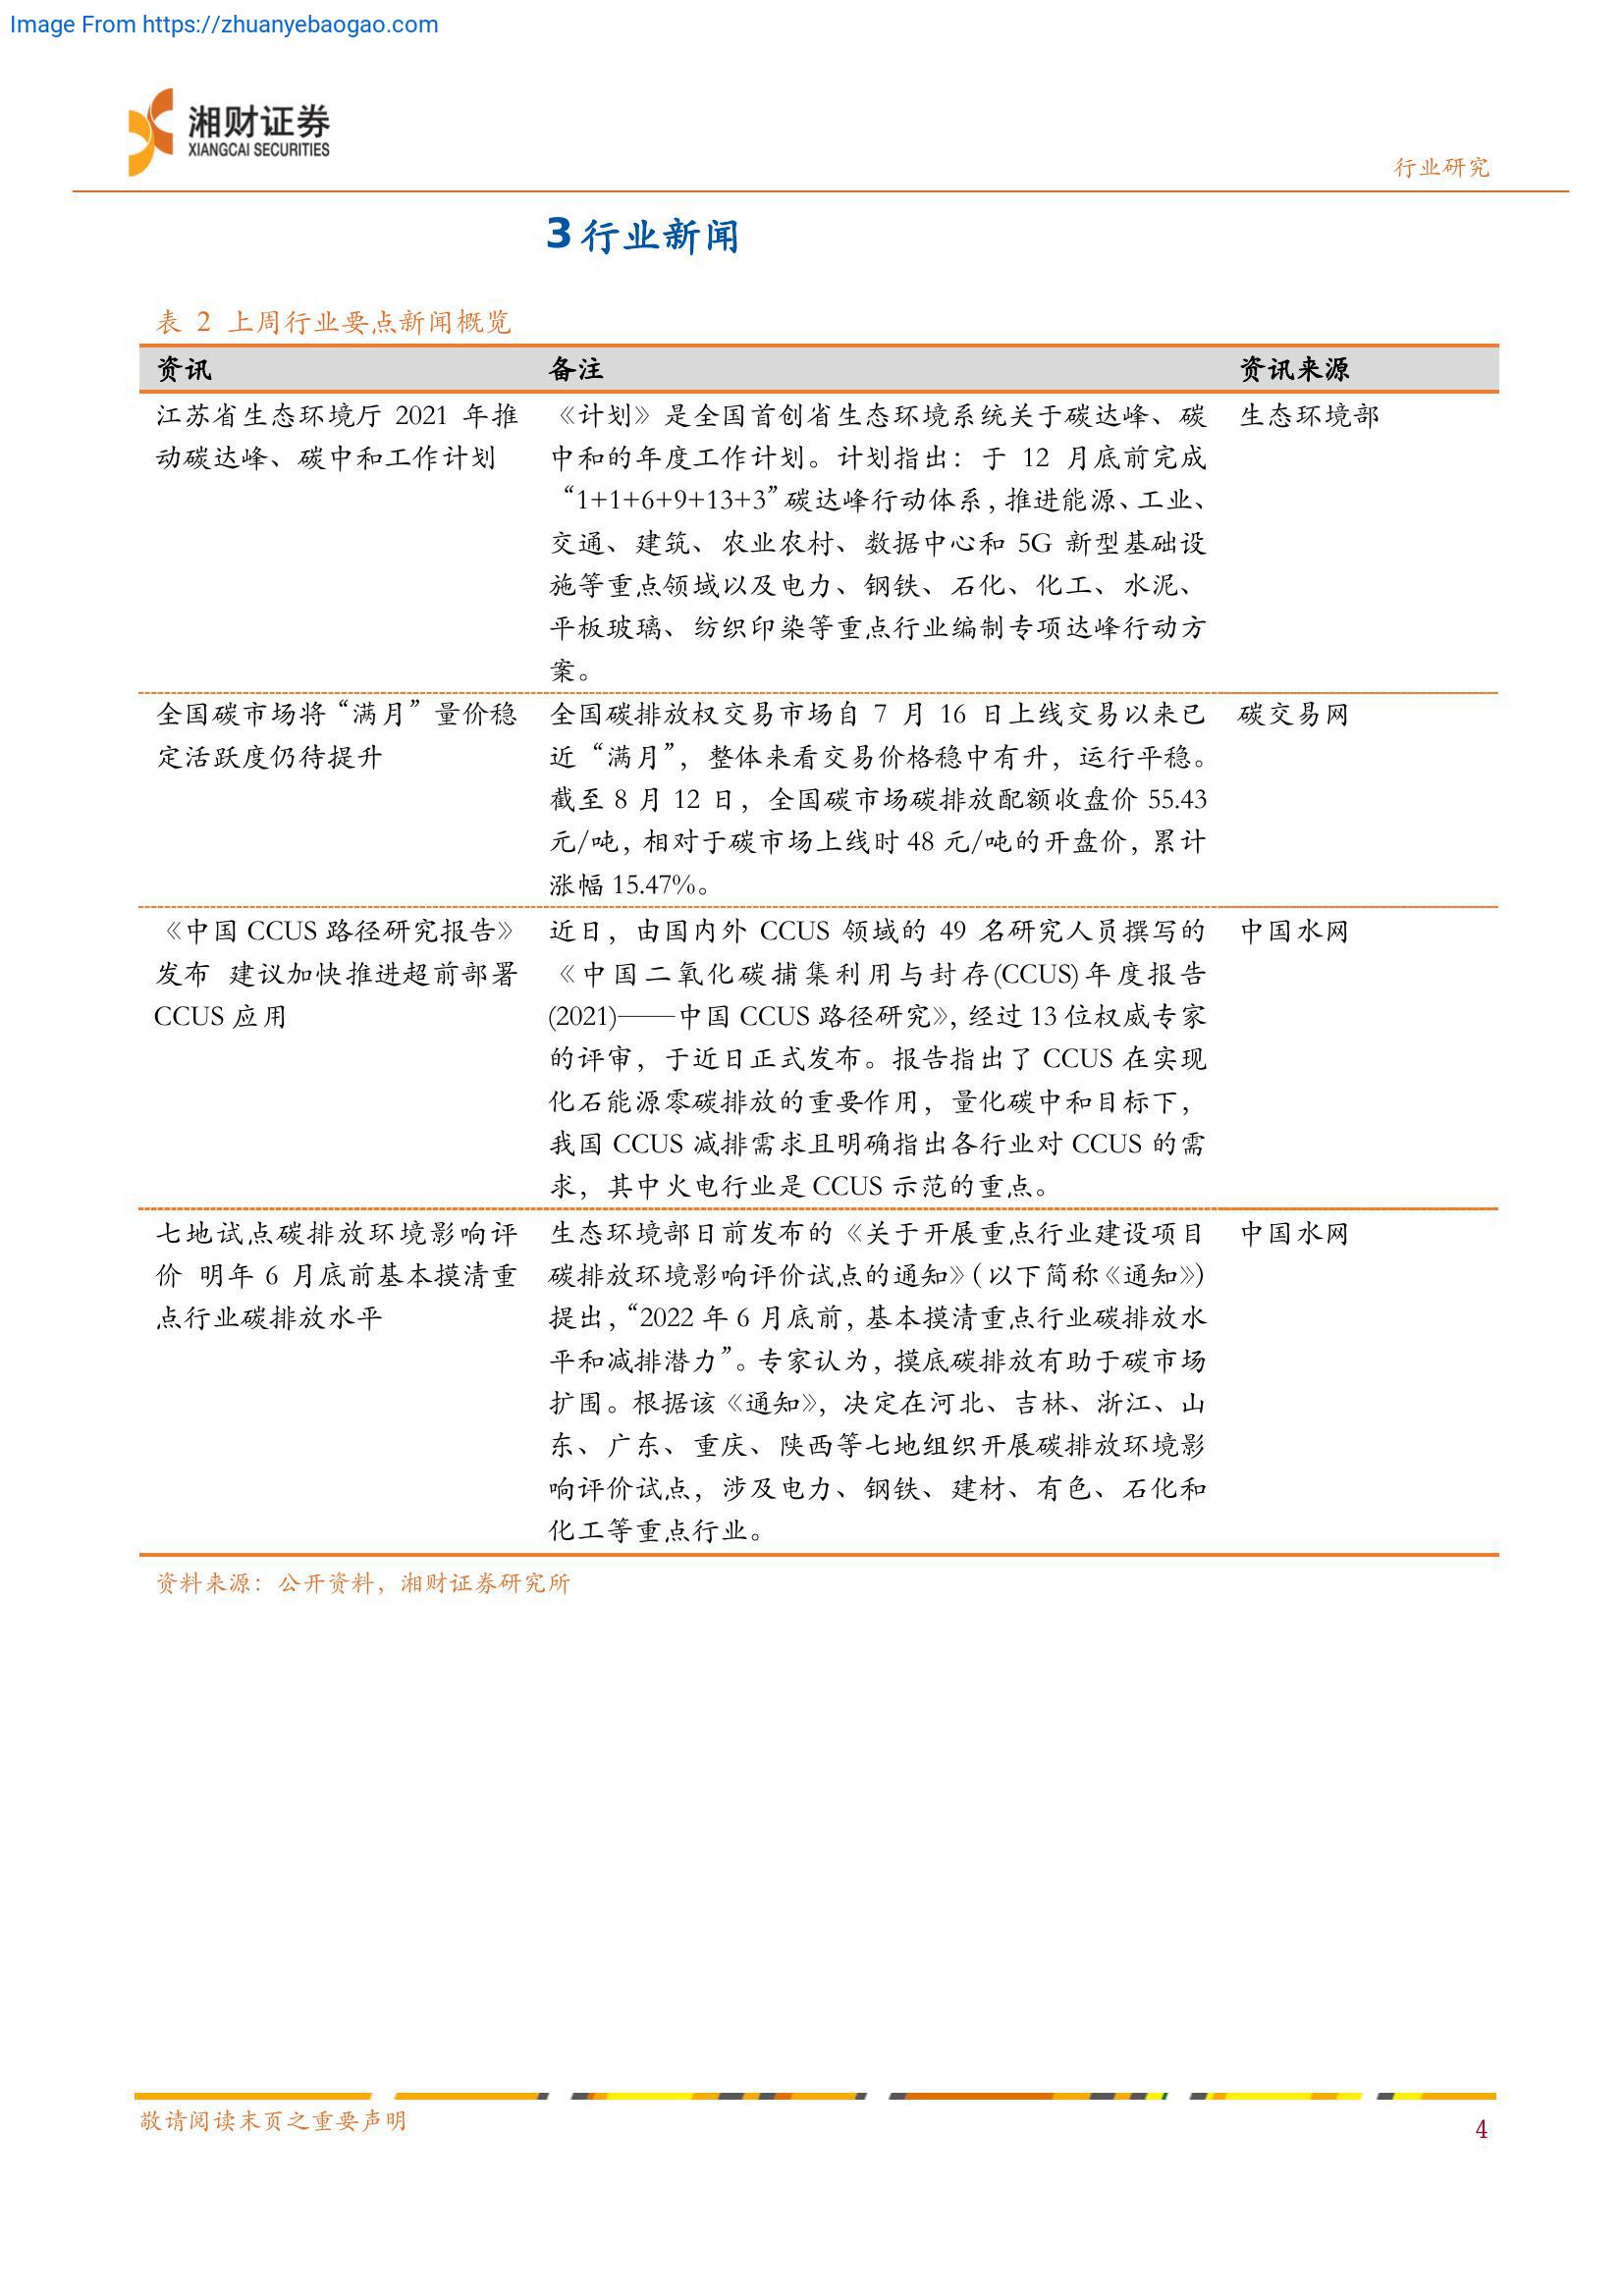 Image From https://zhuanyebaogao.com
湘财证券
XIANGCAI SECURITIES
行业研究
3 行业新闻
表 2 上周行业要点新闻概览
资讯 备注 资讯来源
江苏省生态环境厅 2021 年推
动碳达峰、碳中和工作计划
《计划》是全国首创省生态环境系统关于碳达峰、碳
中和的年度工作计划。计划指出：于 12 月底前完成
“1+1+6+9+13+3”碳达峰行动体系，推进能源、工业、
交通、建筑、农业农村、数据中心和 5G 新型基础设
施等重点领域以及电力、钢铁、石化、化工、水泥、
平板玻璃、纺织印染等重点行业编制专项达峰行动方
案。
生态环境部
全国碳市场将“满月”量价稳
定活跃度仍待提升
全国碳排放权交易市场自 7 月 16 日上线交易以来已
近“满月”，整体来看交易价格稳中有升，运行平稳。
截至 8 月 12 日，全国碳市场碳排放配额收盘价 55.43
元/吨，相对于碳市场上线时 48 元/吨的开盘价，累计
涨幅 15.47%。
碳交易网
《中国 CCUS 路径研究报告》
发布 建议加快推进超前部署
CCUS 应用
近日，由国内外 CCUS 领域的 49 名研究人员撰写的
《中国二氧化碳捕集利用与封存(CCUS)年度报告
(2021)——中国 CCUS 路径研究》，经过 13 位权威专家
的评审，于近日正式发布。报告指出了 CCUS 在实现
化石能源零碳排放的重要作用，量化碳中和目标下，
我国 CCUS 减排需求且明确指出各行业对 CCUS 的需
求，其中火电行业是 CCUS 示范的重点。
中国水网
七地试点碳排放环境影响评
价 明年 6 月底前基本摸清重
点行业碳排放水平
生态环境部日前发布的《关于开展重点行业建设项目
碳排放环境影响评价试点的通知》（以下简称《通知》）
提出，“2022 年 6 月底前，基本摸清重点行业碳排放水
平和减排潜力”。专家认为，摸底碳排放有助于碳市场
扩围。根据该《通知》，决定在河北、吉林、浙江、山
东、广东、重庆、陕西等七地组织开展碳排放环境影
响评价试点，涉及电力、钢铁、建材、有色、石化和
化工等重点行业。
中国水网
资料来源：公开资料，湘财证券研究所
敬请阅读末页之重要声明
4